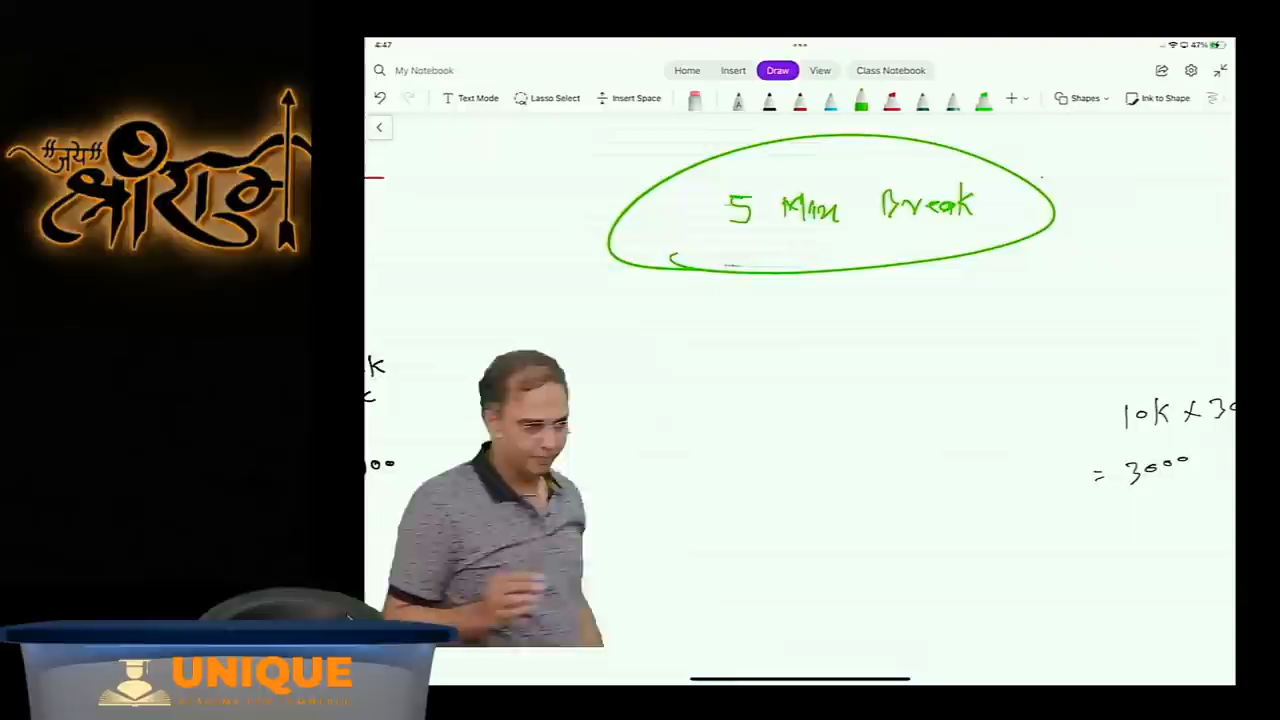 "जय"
श्रीराम
4:47
47%
My Notebook
Home Insert Draw View Class Notebook
Text Mode Lasso Select Insert Space Shapes Ink to Shape
5 Min Break
k
10k x 30
= 3000
UNIQUE